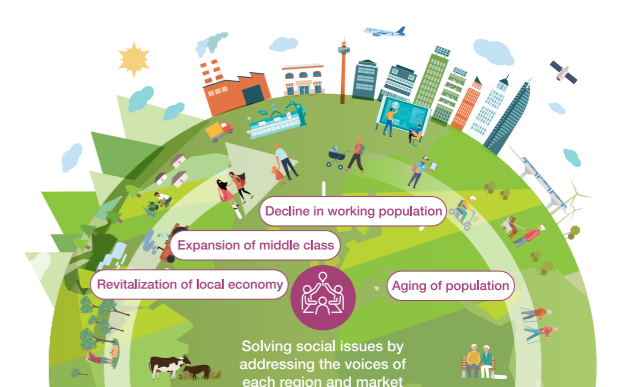 Decline in working population
Expansion of middle class
Revitalization of local economy
Aging of population
Solving social issues by
addressing the voices of
each region and market